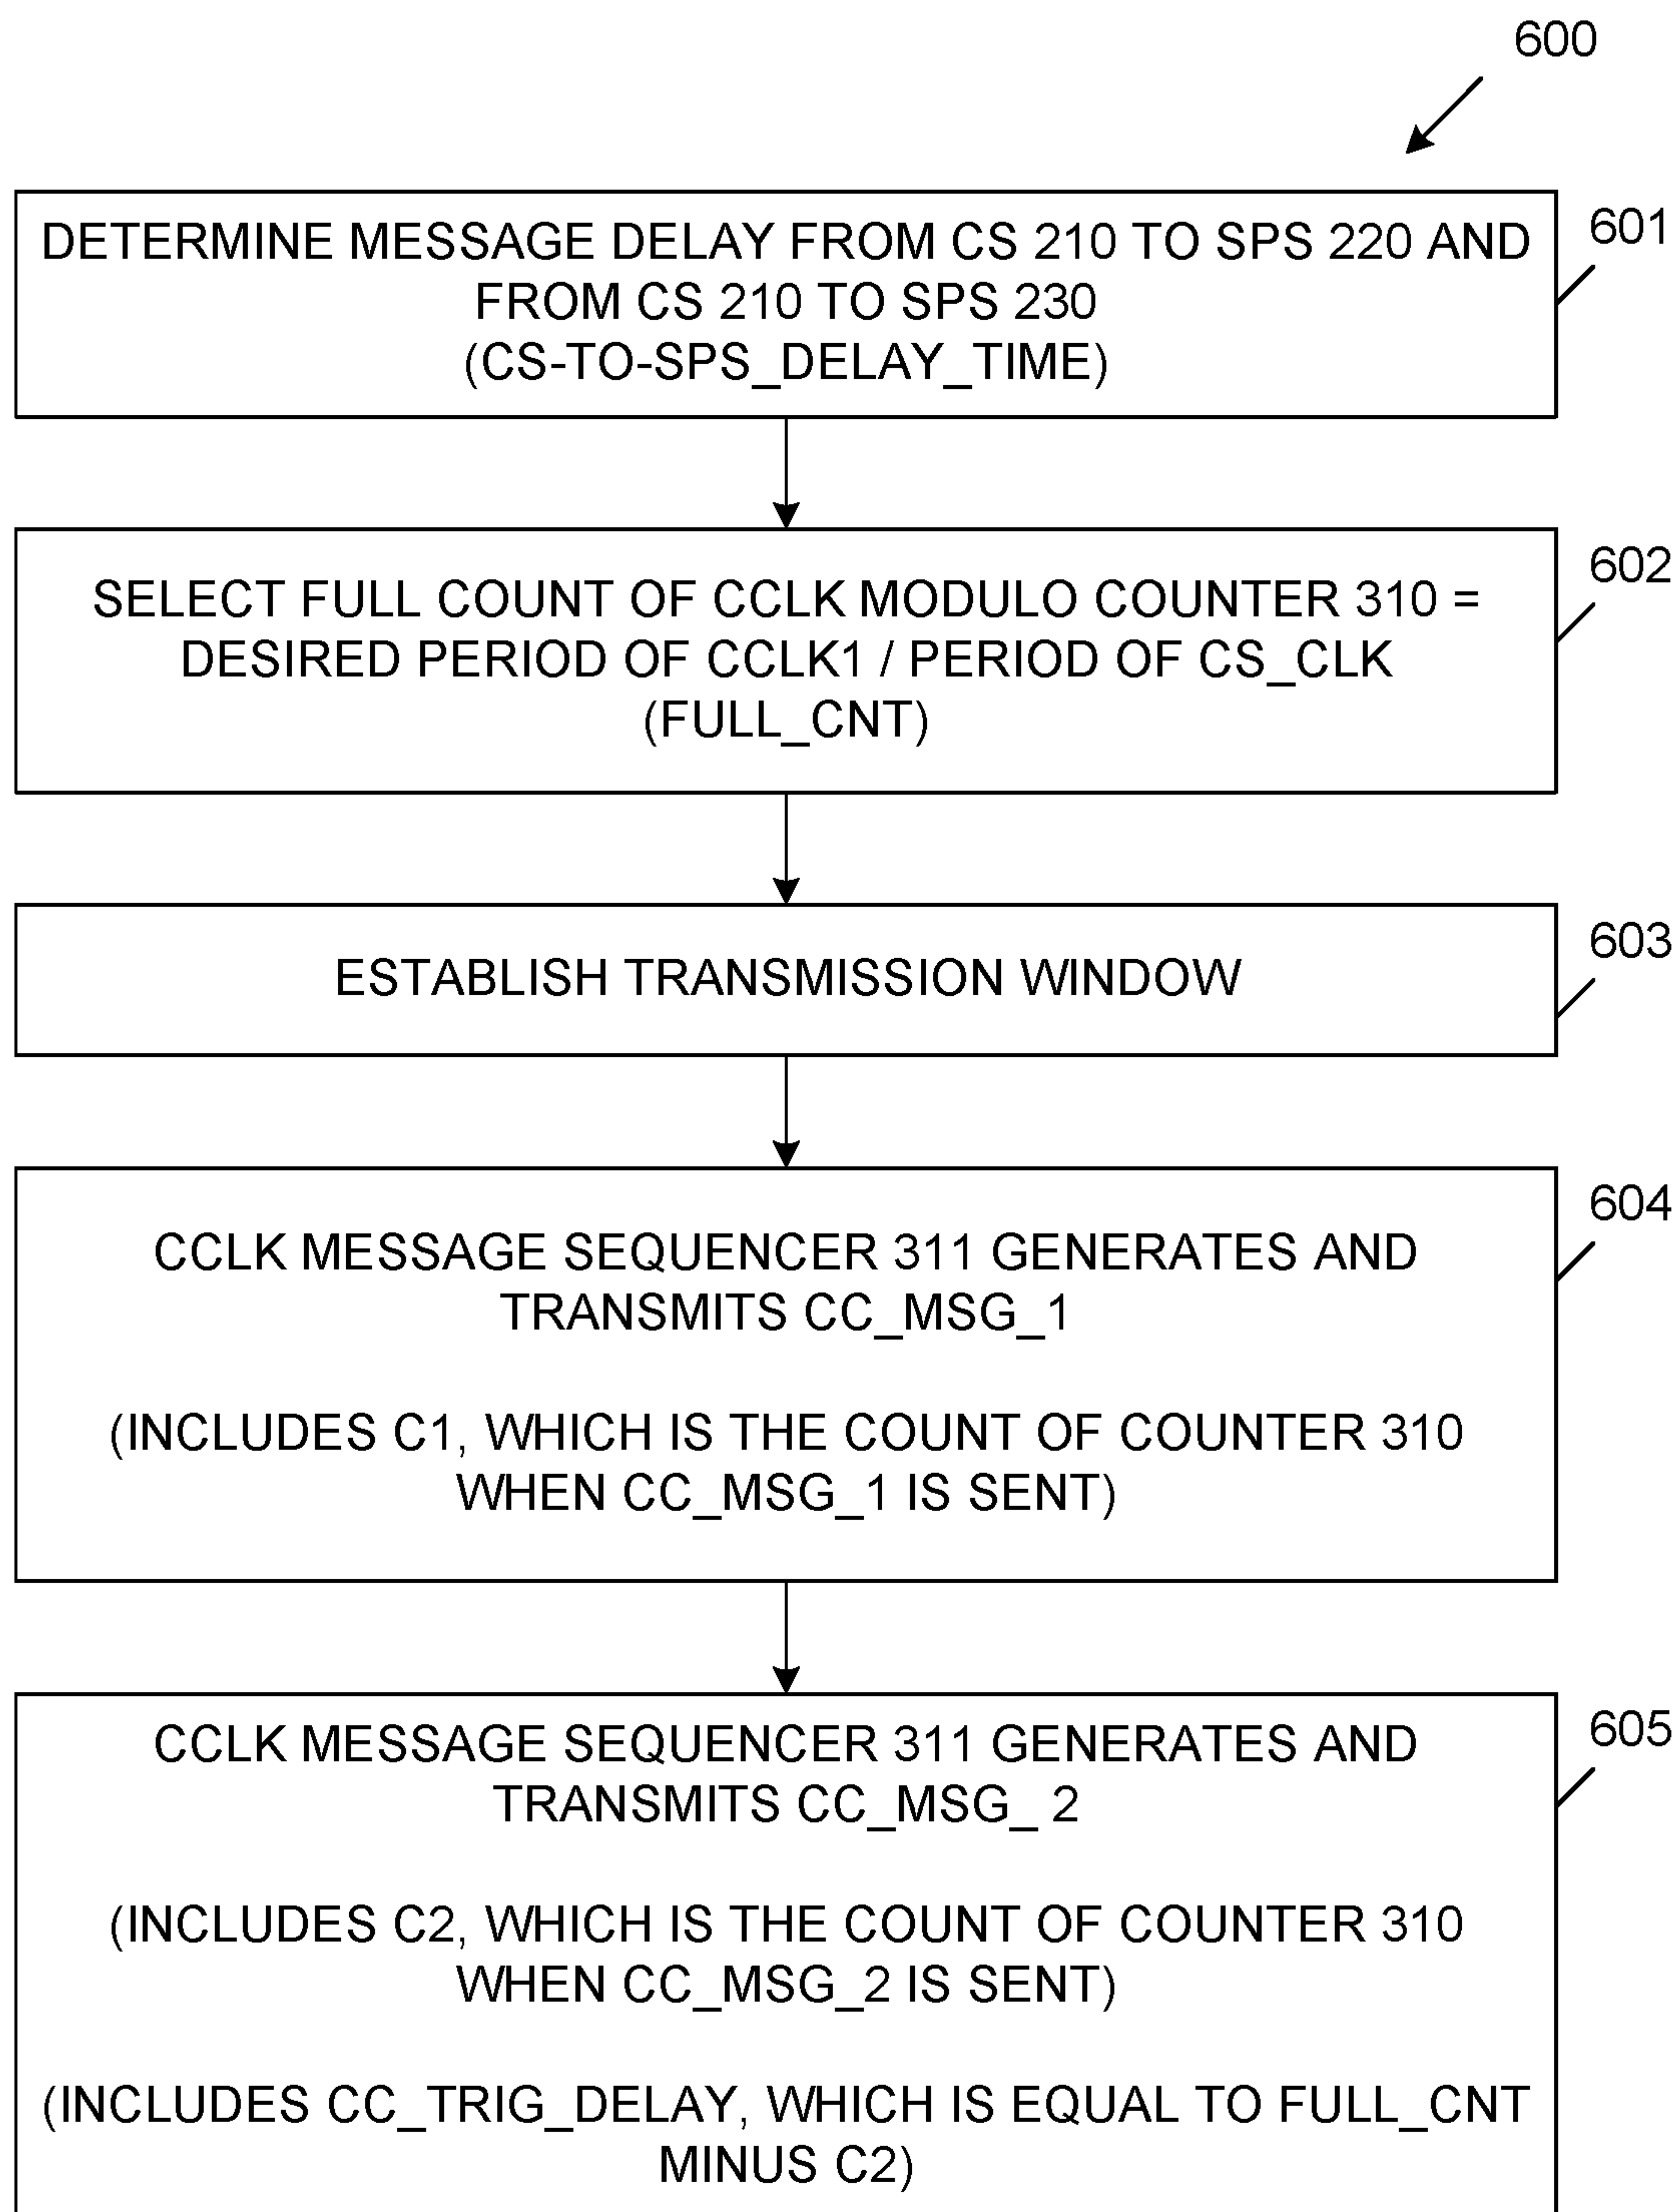 600
DETERMINE MESSAGE DELAY FROM CS 210 TO SPS 220 AND
FROM CS 210 TO SPS 230
(CS-TO-SPS_DELAY_TIME)
601
SELECT FULL COUNT OF CCLK MODULO COUNTER 310 =
DESIRED PERIOD OF CCLK1 / PERIOD OF CS_CLK
(FULL_CNT)
602
ESTABLISH TRANSMISSION WINDOW
603
CCLK MESSAGE SEQUENCER 311 GENERATES AND
TRANSMITS CC_MSG_1
(INCLUDES C1, WHICH IS THE COUNT OF COUNTER 310
WHEN CC_MSG_1 IS SENT)
604
CCLK MESSAGE SEQUENCER 311 GENERATES AND
TRANSMITS CC_MSG_ 2
(INCLUDES C2, WHICH IS THE COUNT OF COUNTER 310
WHEN CC_MSG_2 IS SENT)
(INCLUDES CC_TRIG_DELAY, WHICH IS EQUAL TO FULL_CNT
MINUS C2)
605